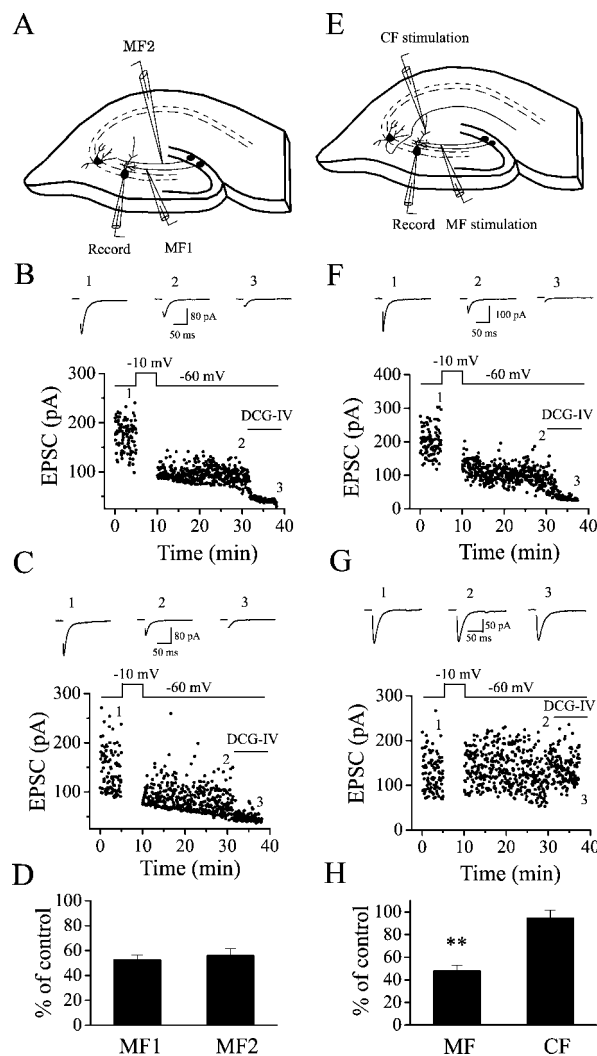 A
MF2
Record
MF1
E
CF stimulation
Record
MF stimulation
B
1
2
3
80 pA
50 ms
-10 mV
-60 mV
1
2
DCG-IV
3
300
200
100
EPSC (pA)
0
10
20
30
40
Time (min)
F
1
2
3
100 pA
50 ms
-10 mV
-60 mV
1
2
DCG-IV
3
400
300
200
100
0
EPSC (pA)
0
10
20
30
40
Time (min)
C
1
2
3
80 pA
50 ms
-10 mV
-60 mV
1
2
DCG-IV
3
300
200
100
EPSC (pA)
0
10
20
30
40
Time (min)
G
1
2
3
50 pA
50 ms
-10 mV
-60 mV
1
2
DCG-IV
3
300
200
100
0
EPSC (pA)
0
10
20
30
40
Time (min)
D
100
80
60
40
20
0
% of control
MF1
MF2
H
100
80
60
40
20
0
% of control
**
MF
CF